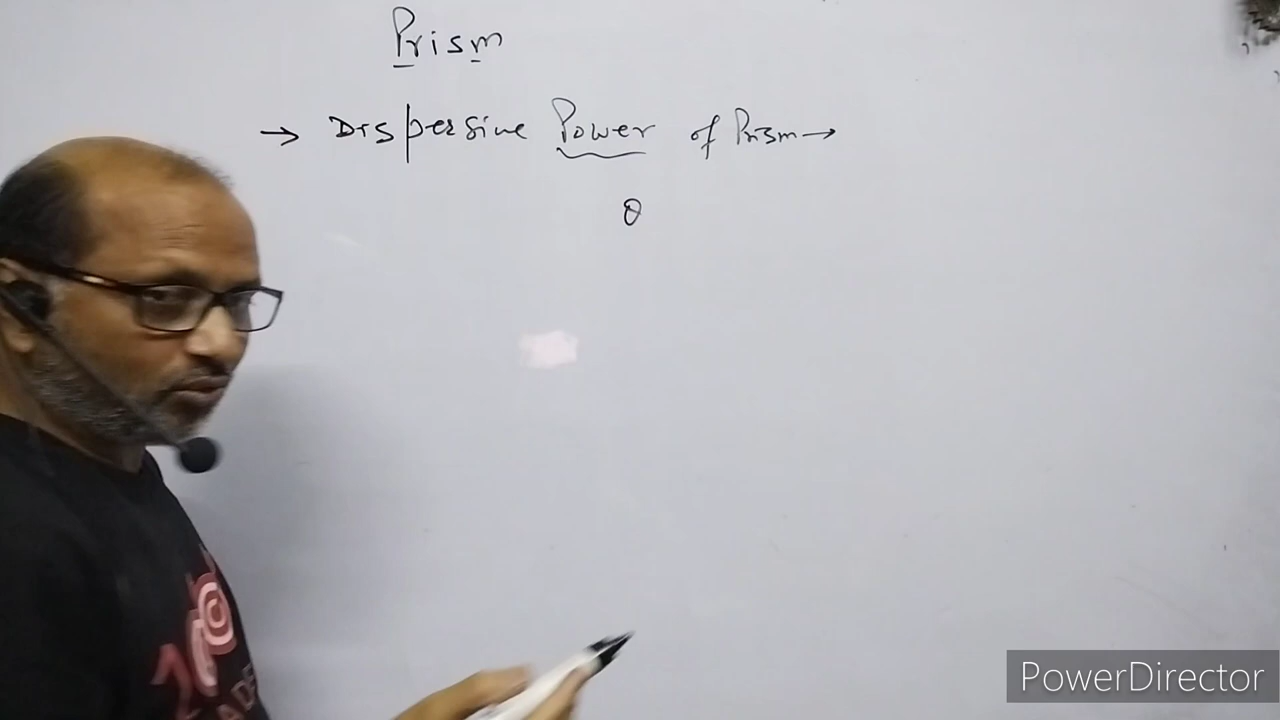 Prism
→ Dispersive Power of Prism →
θ
PowerDirector